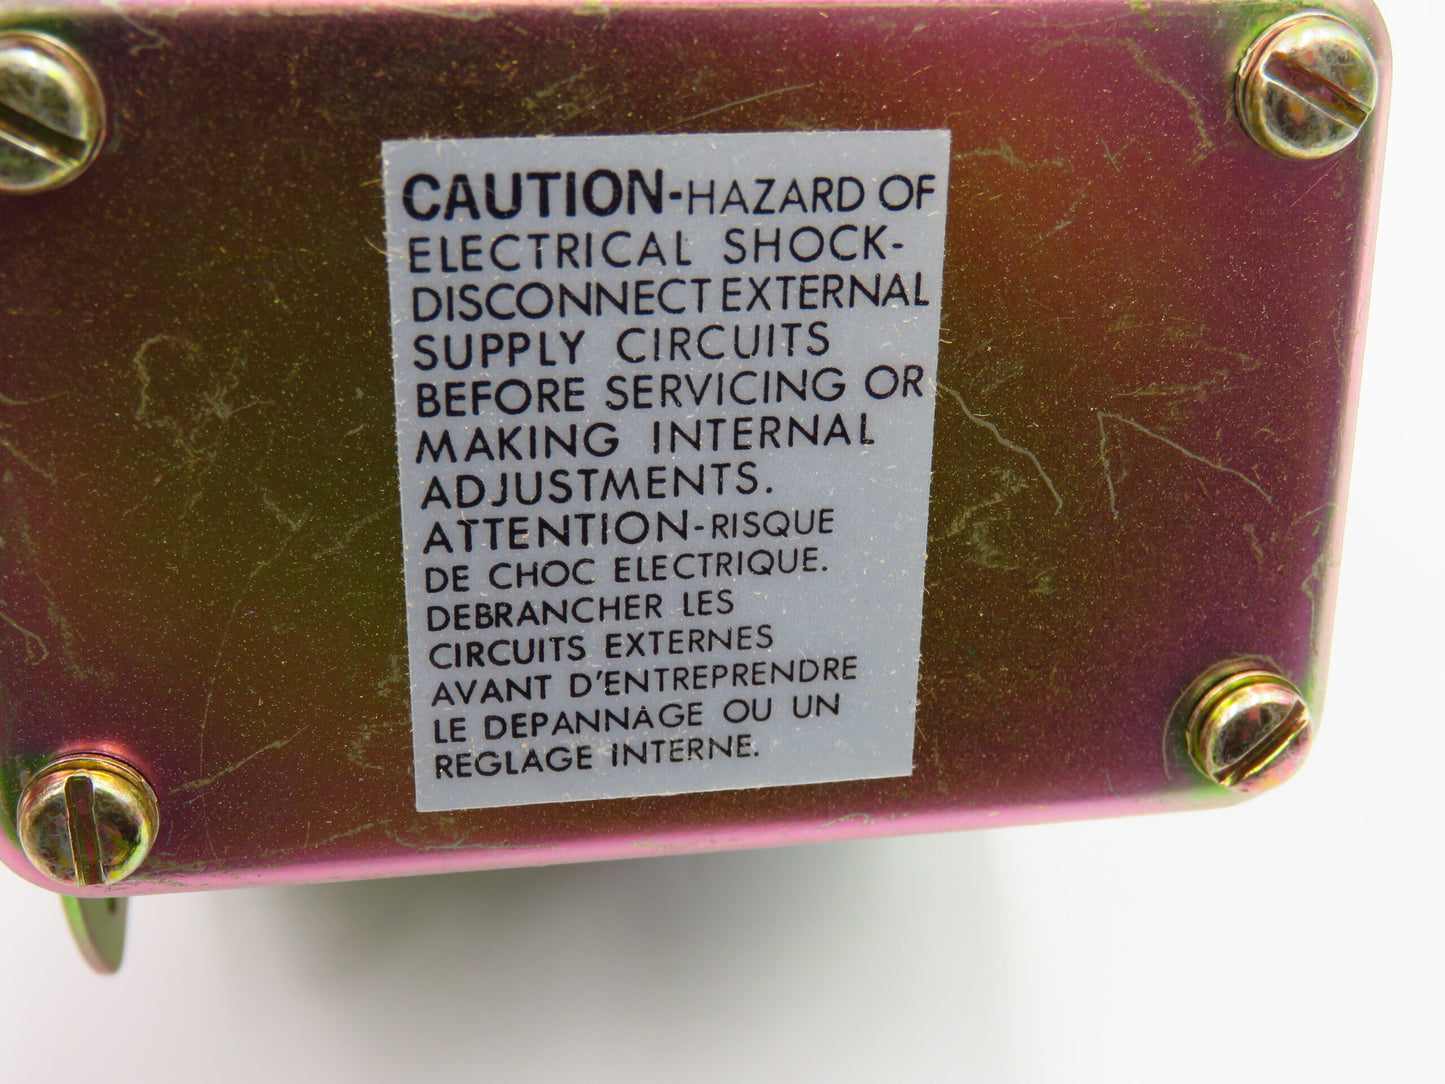 CAUTION-HAZARD OF
ELECTRICAL SHOCK-
DISCONNECT EXTERNAL
SUPPLY CIRCUITS
BEFORE SERVICING OR
MAKING INTERNAL
ADJUSTMENTS.
ATTENTION-RISQUE
DE CHOC ELECTRIQUE.
DEBRANCHER LES
CIRCUITS EXTERNES
AVANT D'ENTREPRENDRE
LE DEPANNAGE OU UN
REGLAGE INTERNE.